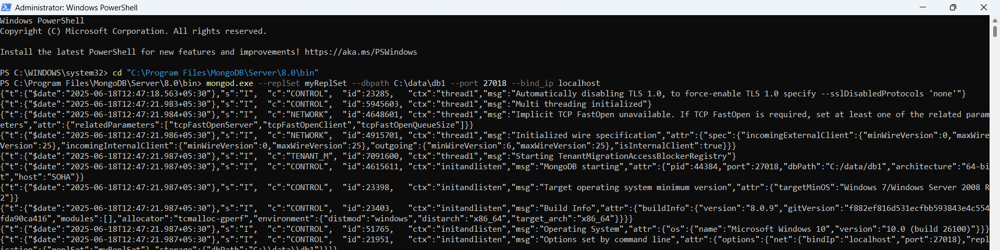 Administrator: Windows PowerShell
Windows PowerShell
Copyright (C) Microsoft Corporation. All rights reserved.
Install the latest PowerShell for new features and improvements! https://aka.ms/PSWindows
PS C:\WINDOWS\system32> cd "C:\Program Files\MongoDB\Server\8.0\bin"
PS C:\Program Files\MongoDB\Server\8.0\bin> mongod.exe --replSet myReplSet --dbpath C:\data\db1 --port 27018 --bind_ip localhost
{"t":{"$date":"2025-06-18T12:47:18.563+05:30"},"s":"I",  "c":"CONTROL",  "id":23285,   "ctx":"thread1","msg":"Automatically disabling TLS 1.0, to force-enable TLS 1.0 specify --sslDisabledProtocols 'none'"}
{"t":{"$date":"2025-06-18T12:47:21.983+05:30"},"s":"I",  "c":"CONTROL",  "id":5945603, "ctx":"thread1","msg":"Multi threading initialized"}
{"t":{"$date":"2025-06-18T12:47:21.984+05:30"},"s":"I",  "c":"NETWORK",  "id":4648601, "ctx":"thread1","msg":"Implicit TCP FastOpen unavailable. If TCP FastOpen is required, set at least one of the related param
eters","attr":{"relatedParameters":["tcpFastOpenServer","tcpFastOpenClient","tcpFastOpenQueueSize"]}}
{"t":{"$date":"2025-06-18T12:47:21.986+05:30"},"s":"I",  "c":"NETWORK",  "id":4915701, "ctx":"thread1","msg":"Initialized wire specification","attr":{"spec":{"incomingExternalClient":{"minWireVersion":0,"maxWire
Version":25},"incomingInternalClient":{"minWireVersion":0,"maxWireVersion":25},"outgoing":{"minWireVersion":6,"maxWireVersion":25},"isInternalClient":true}}}
{"t":{"$date":"2025-06-18T12:47:21.987+05:30"},"s":"I",  "c":"TENANT_M", "id":7091600, "ctx":"thread1","msg":"Starting TenantMigrationAccessBlockerRegistry"}
{"t":{"$date":"2025-06-18T12:47:21.987+05:30"},"s":"I",  "c":"CONTROL",  "id":4615611, "ctx":"initandlisten","msg":"MongoDB starting","attr":{"pid":44384,"port":27018,"dbPath":"C:/data/db1","architecture":"64-bi
t","host":"SOHA"}}
{"t":{"$date":"2025-06-18T12:47:21.987+05:30"},"s":"I",  "c":"CONTROL",  "id":23398,   "ctx":"initandlisten","msg":"Target operating system minimum version","attr":{"targetMinOS":"Windows 7/Windows Server 2008 R
2"}}
{"t":{"$date":"2025-06-18T12:47:21.987+05:30"},"s":"I",  "c":"CONTROL",  "id":23403,   "ctx":"initandlisten","msg":"Build Info","attr":{"buildInfo":{"version":"8.0.9","gitVersion":"f882ef816d531ecfbb593843e4c554
fda90ca416","modules":[],"allocator":"tcmalloc-gperf","environment":{"distmod":"windows","distarch":"x86_64","target_arch":"x86_64"}}}}
{"t":{"$date":"2025-06-18T12:47:21.987+05:30"},"s":"I",  "c":"CONTROL",  "id":51765,   "ctx":"initandlisten","msg":"Operating System","attr":{"os":{"name":"Microsoft Windows 10","version":"10.0 (build 26100)"}}}
{"t":{"$date":"2025-06-18T12:47:21.987+05:30"},"s":"I",  "c":"CONTROL",  "id":21951,   "ctx":"initandlisten","msg":"Options set by command line","attr":{"options":{"net":{"bindIp":"localhost","port":27018},"repl
ication":{"replSet":"myReplSet"},"storage":{"dbPath":"C:\\data\\db1"}}}}